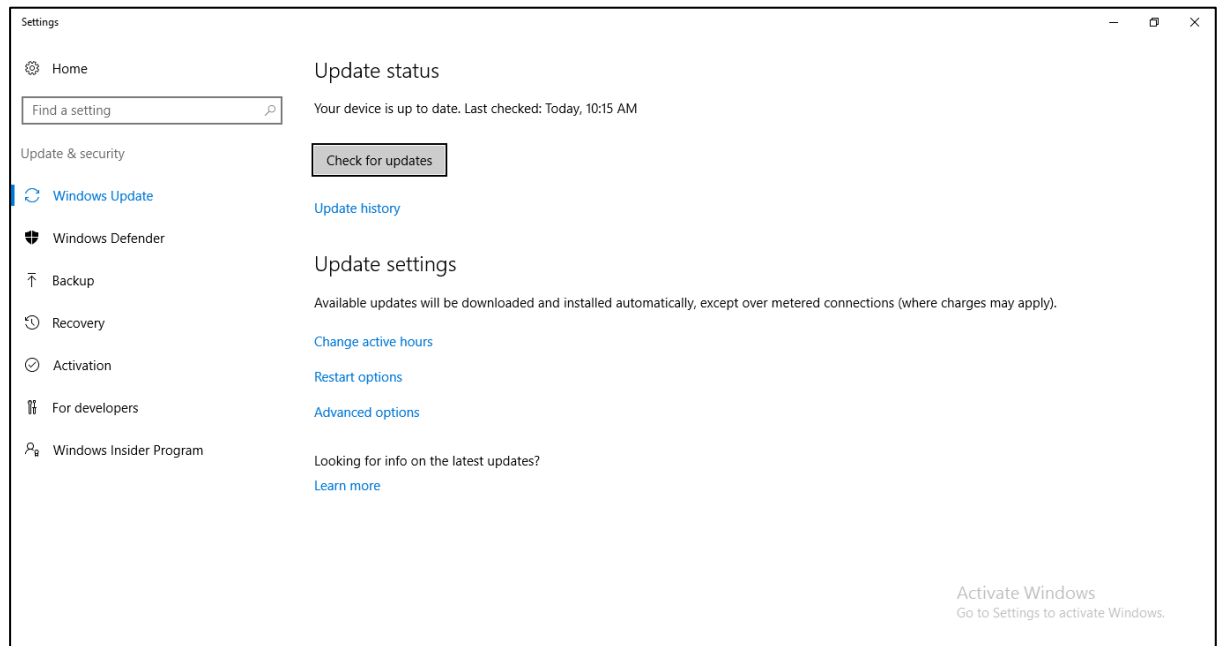 Settings
Home
Find a setting
Update & security
Windows Update
Windows Defender
Backup
Recovery
Activation
For developers
Windows Insider Program
Update status
Your device is up to date. Last checked: Today, 10:15 AM
Check for updates
Update history
Update settings
Available updates will be downloaded and installed automatically, except over metered connections (where charges may apply).
Change active hours
Restart options
Advanced options
Looking for info on the latest updates?
Learn more
Activate Windows
Go to Settings to activate Windows.